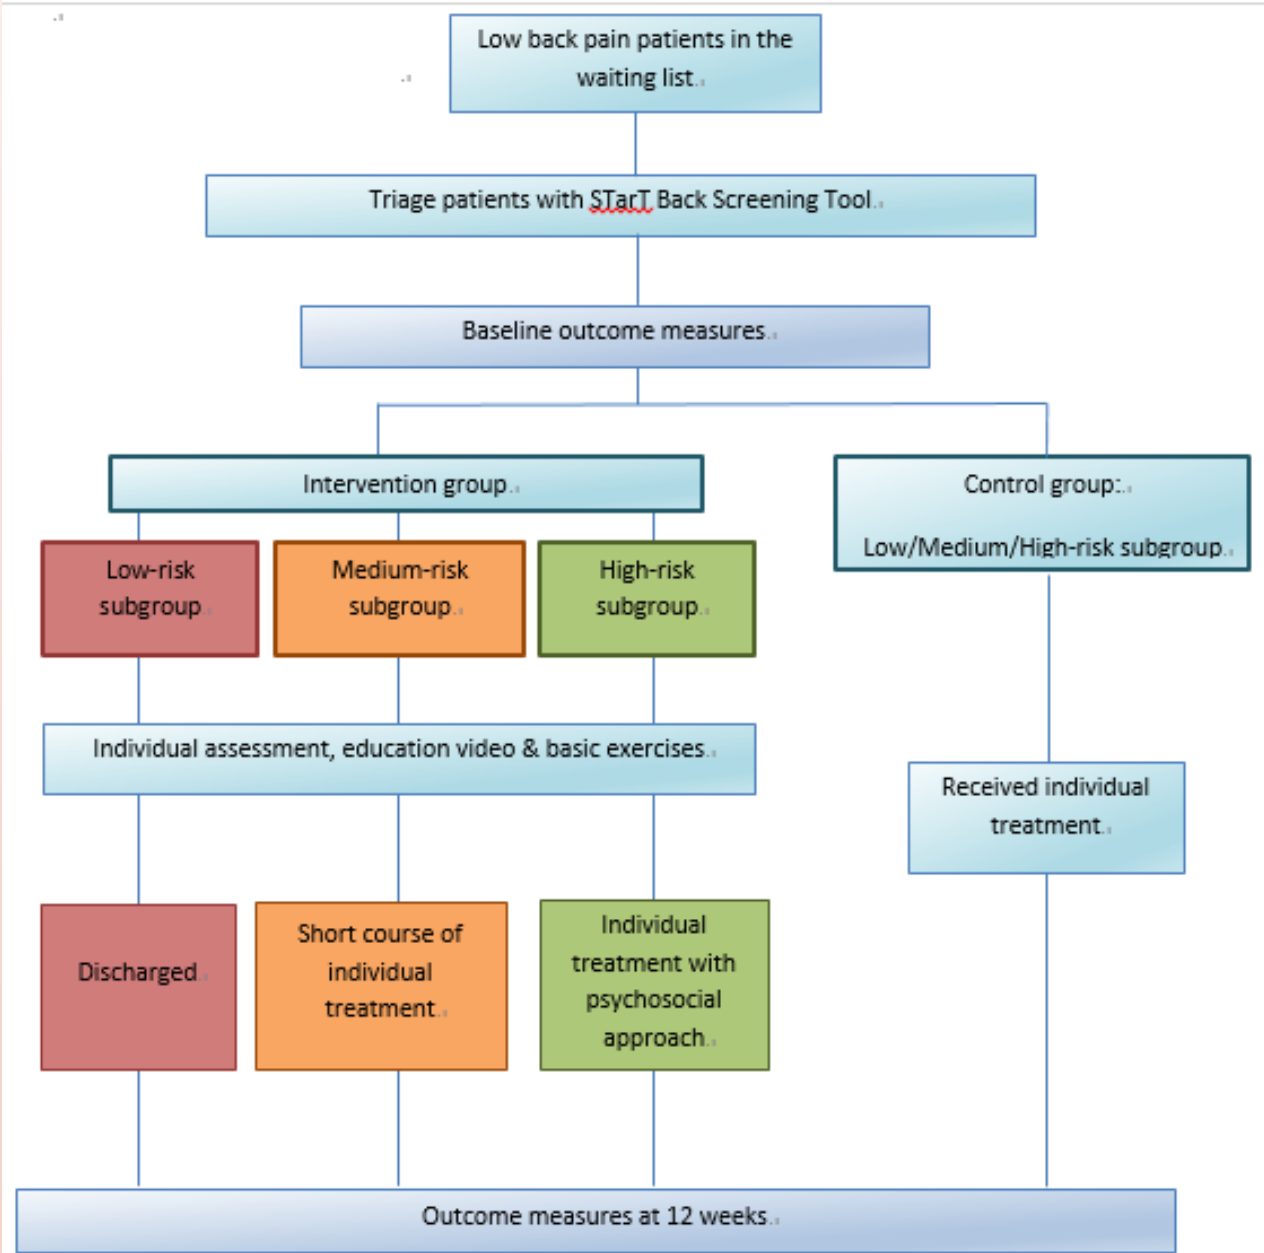 Low back pain patients in the
waiting list.
Triage patients with STarT Back Screening Tool.
Baseline outcome measures.
Intervention group.
Control group:
Low/Medium/High-risk subgroup.
Low-risk
subgroup
Medium-risk
subgroup.
High-risk
subgroup.
Individual assessment, education video & basic exercises.
Received individual
treatment.
Discharged
Short course of
individual
treatment.
Individual
treatment with
psychosocial
approach.
Outcome measures at 12 weeks.